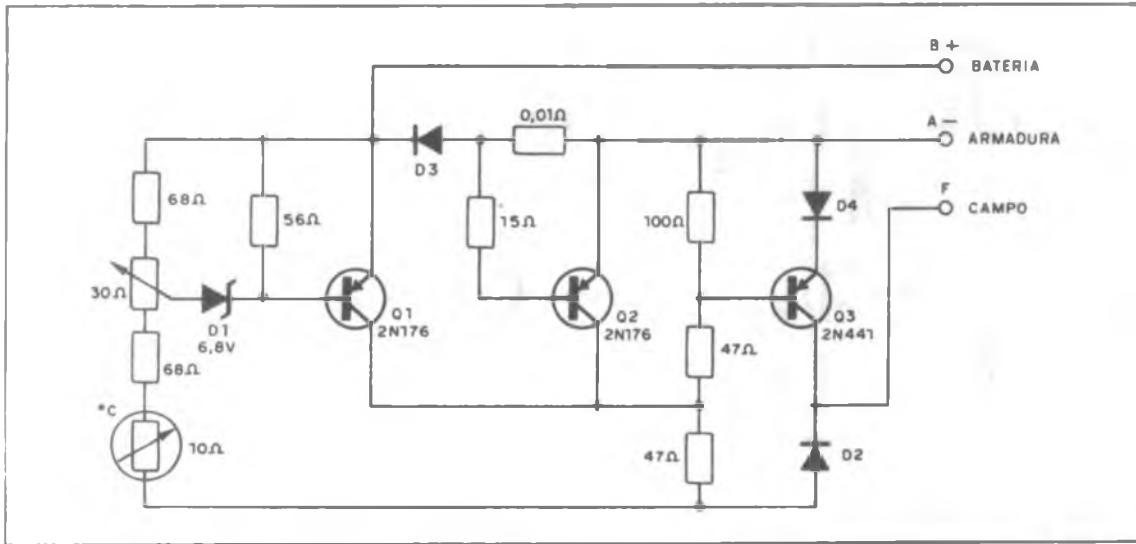 B +
BATERIA
0,01Ω
A —
ARMADURA
D3
F
CAMPO
68Ω
56Ω
15Ω
100Ω
D4
30Ω
D1
6,8V
Q1
2N176
Q2
2N176
Q3
2N441
68Ω
47Ω
°C
10Ω
47Ω
D2